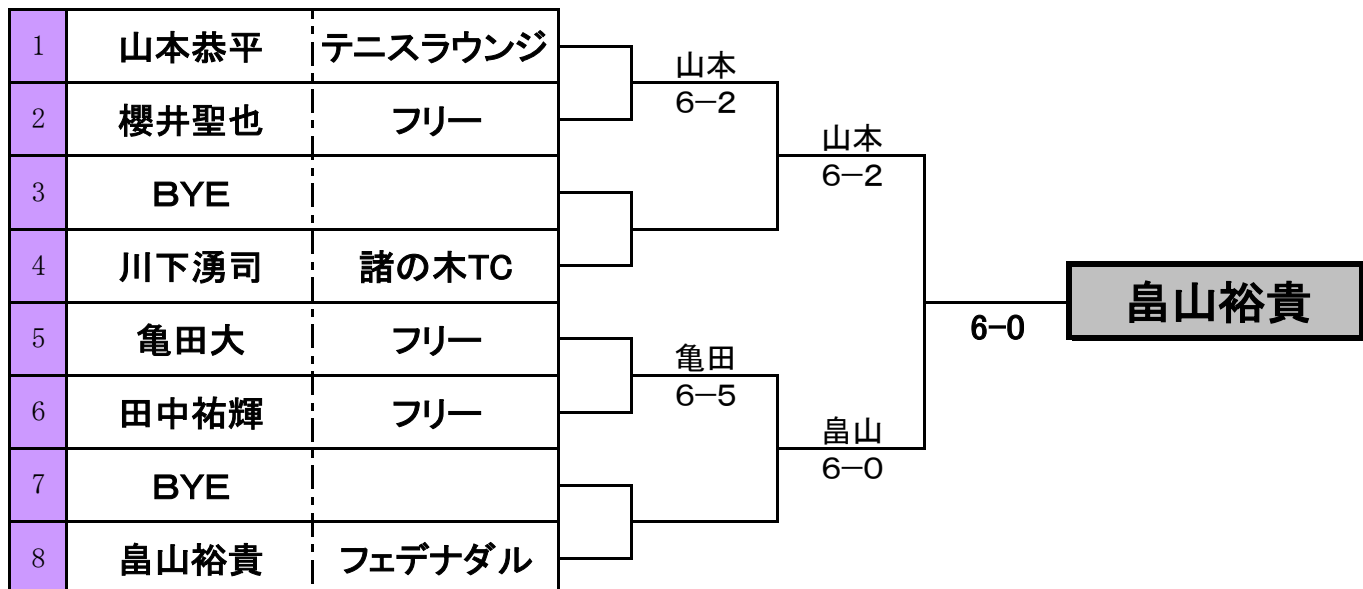 1 山本恭平 テニスラウンジ
山本
6-2
2 櫻井聖也 フリー
山本
6-2
3 BYE
4 川下湧司 諸の木TC
畠山裕貴
6-0
5 亀田大 フリー
亀田
6-5
6 田中祐輝 フリー
畠山
6-0
7 BYE
8 畠山裕貴 フェデナダル